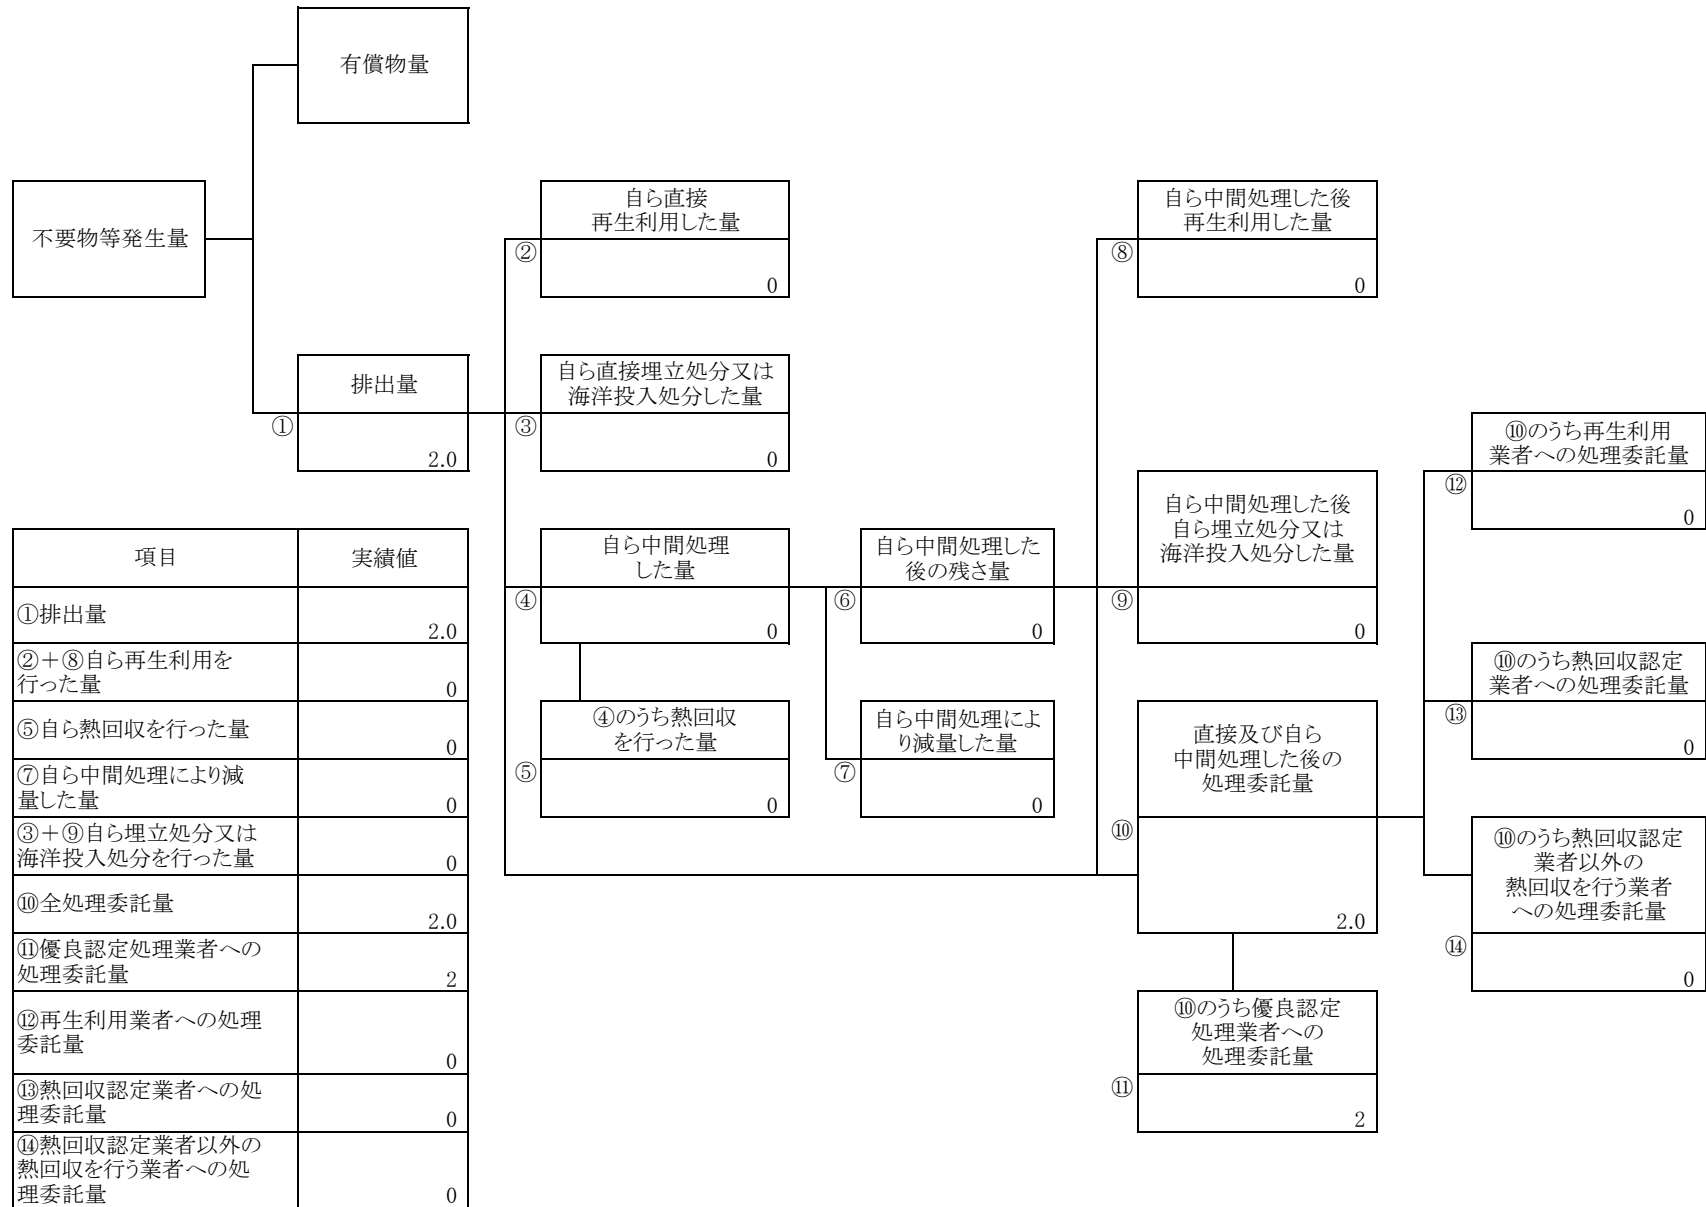 有償物量
不要物等発生量
自ら直接
再生利用した量
②
0
自ら中間処理した後
再生利用した量
⑧
0
排出量
①
2.0
自ら直接埋立処分又は
海洋投入処分した量
③
0
⑩のうち再生利用
業者への処理委託量
⑫
0
自ら中間処理した後
自ら埋立処分又は
海洋投入処分した量
⑨
0
自ら中間処理
した量
④
0
自ら中間処理した
後の残さ量
⑥
0
④のうち熱回収
を行った量
⑤
0
自ら中間処理によ
り減量した量
⑦
0
直接及び自ら
中間処理した後の
処理委託量
⑩
2.0
⑩のうち熱回収認定
業者への処理委託量
⑬
0
⑩のうち熱回収認定
業者以外の
熱回収を行う業者
への処理委託量
⑭
0
⑩のうち優良認定
処理業者への
処理委託量
⑪
2
項目 実績値
①排出量
2.0
②+⑧自ら再生利用を
行った量
0
⑤自ら熱回収を行った量
0
⑦自ら中間処理により減
量した量
0
③+⑨自ら埋立処分又は
海洋投入処分を行った量
0
⑩全処理委託量
2.0
⑪優良認定処理業者への
処理委託量
2
⑫再生利用業者への処理
委託量
0
⑬熱回収認定業者への処
理委託量
0
⑭熱回収認定業者以外の
熱回収を行う業者への処
理委託量
0